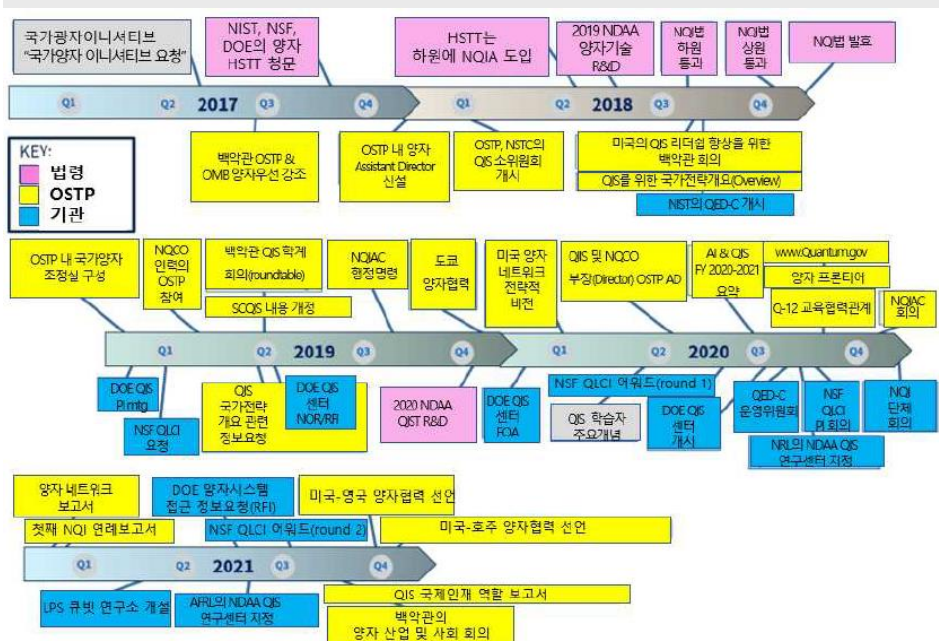 국가광자이니셔티브
"국가양자 이니셔티브 요청"
NIST, NSF,
DOE의 양자
HSTT 청문
HSTT는
하원에 NQIA 도입
2019 NDAA
양자기술
R&D
NQI법
하원
통과
NQI법
상원
통과
NQI법 발효
Q1
Q2
2017
Q3
Q4
Q1
Q2
2018
Q3
Q4
KEY:
법령
OSTP
기관
백악관 OSTP &
OMB 양자우선 강조
OSTP 내 양자
Assistant Director
신설
OSTP, NSTC의
QIS 소위원회
개시
미국의 QIS 리더쉽 향상을 위한
백악관 회의
QIS를 위한 국가전략개요(Overview)
NIST의 QED-C 개시
OSTP 내 국가양자
조정실 구성
NQCO
인력의
OSTP
참여
백악관 QIS 학계
회의(roundtable)
SCQIS 내용 개정
NQIAC
행정명령
도쿄
양자협력
미국 양자
네트워크
전략적
비전
QIIS 및 NQCO
부장(Director) OSTP AD
AI & QIS
FY 2020-2021
요약
www.Quantum.gov
양자 프론티어
Q-12 교육협력관계
NQIAC
회의
Q1
Q2
2019
Q3
Q4
Q1
2020
Q3
Q4
DOE QIS
PI mtg
NSF QLCI
요청
QIS
국가전략
개요 관련
정보요청
DOE QIS
센터
NOR/RFI
2020 NDAA
QIST R&D
DOE QIS
센터
FOA
NSF QLCI 어워드(round 1)
QIS 학습자
주요개념
DOE QIS
센터
개시
QED-C
운영위원회
NSF
QLCI
PI 회의
NRL의 NDAA QIS
연구센터 지정
NQI
단체
회의
양자 네트워크
보고서
첫째 NQI 연례보고서
DOE 양자시스템
접근 정보요청(RFI)
NSF QLCI 어워드(round 2)
미국-영국 양자협력 선언
미국-호주 양자협력 선언
Q1
Q2
2021
Q3
Q4
LPS 큐빗 연구소 개설
AFRL의 NDAA QIS
연구센터 지정
QIS 국제인재 역할 보고서
백악관의
양자 산업 및 사회 회의